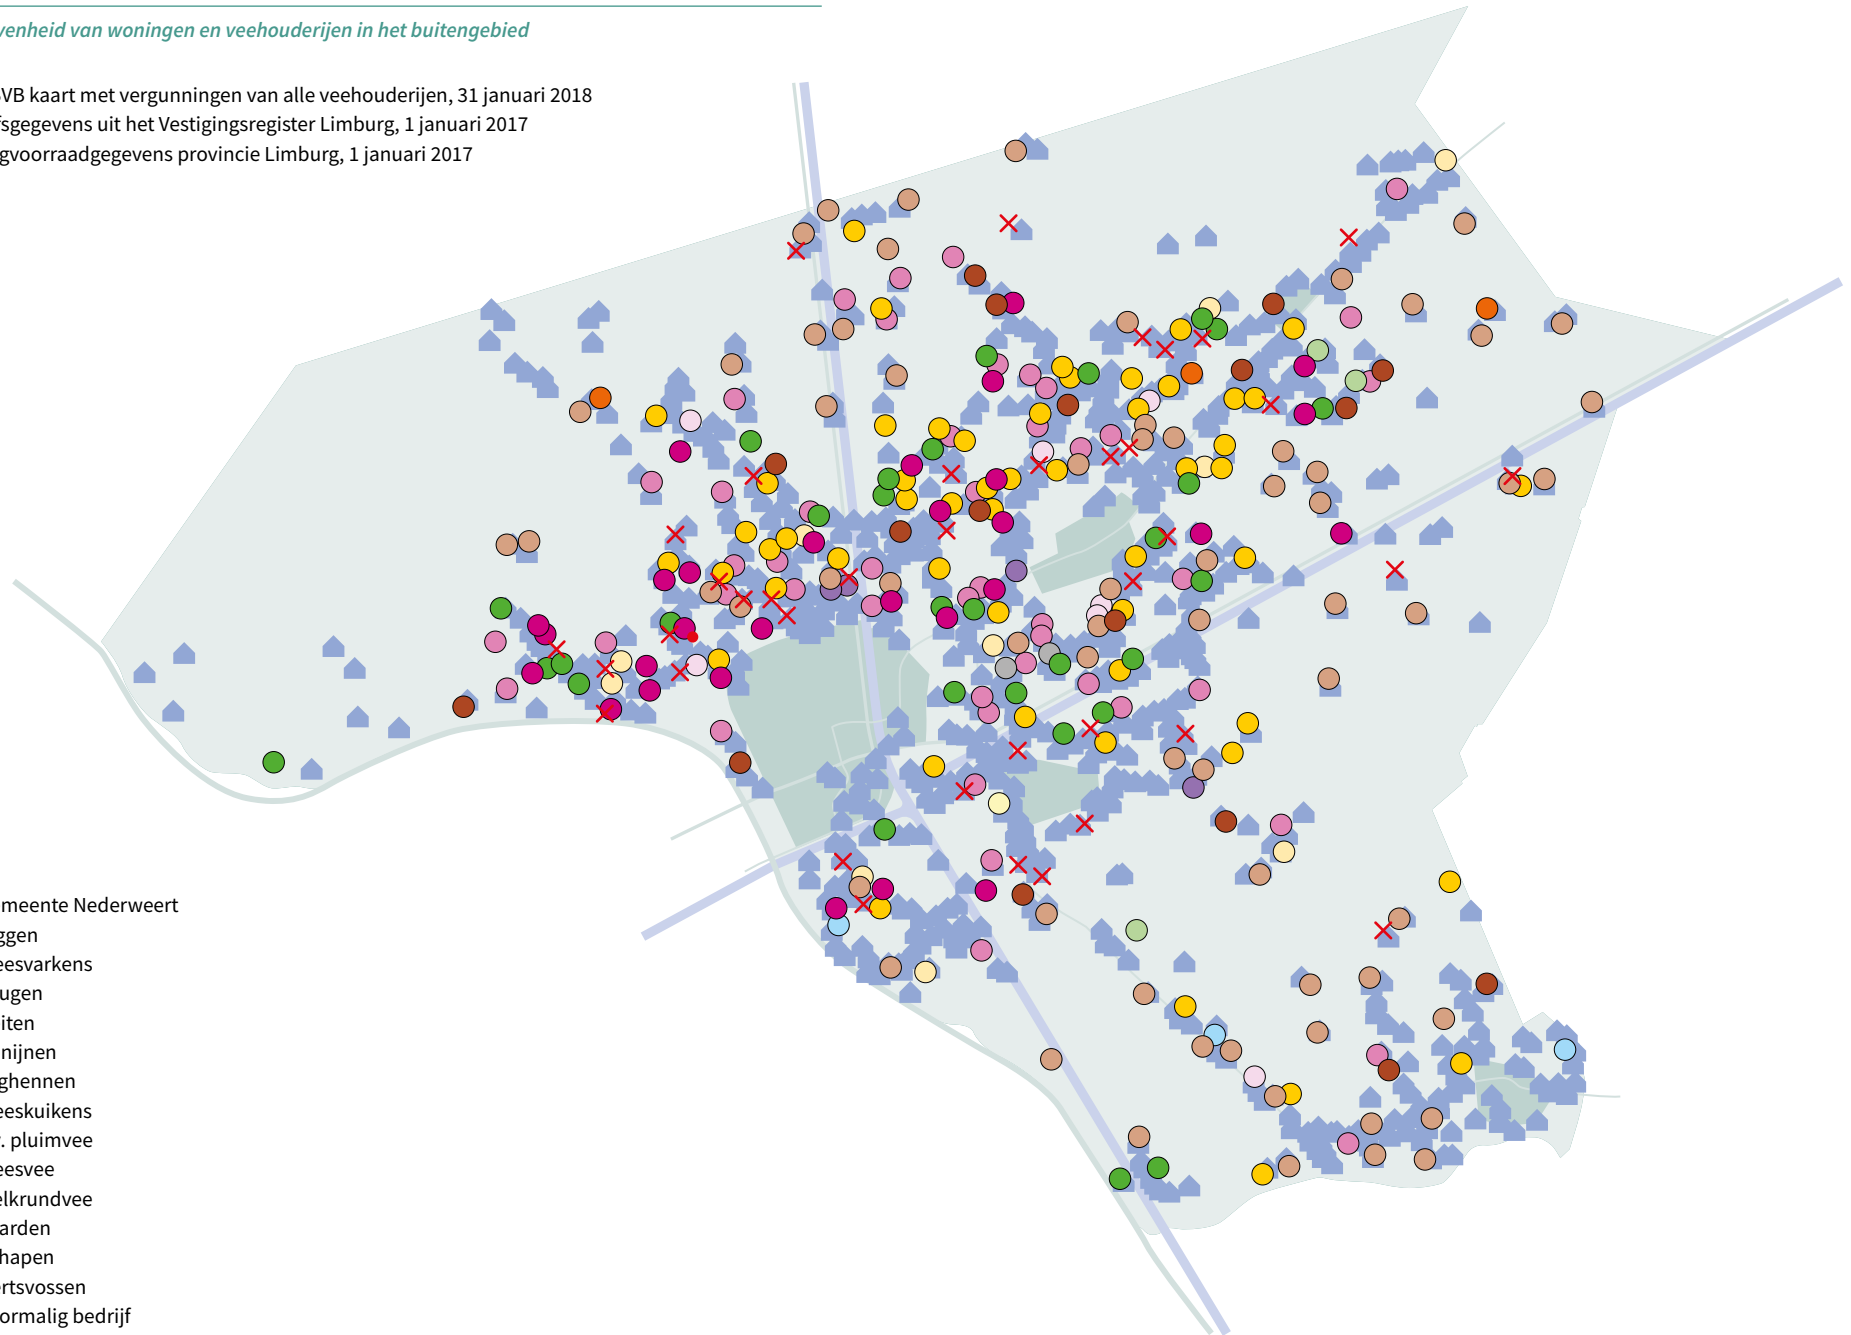 venheid van woningen en veehouderijen in het buitengebied
VB kaart met vergunningen van alle veehouderijen, 31 januari 2018
fsgegevens uit het Vestigingsregister Limburg, 1 januari 2017
gvoorraadgegevens provincie Limburg, 1 januari 2017
meente Nederweert
ggen
eesvarkens
ugen
iten
nijnen
ghennen
eeskuikens
. pluimvee
eesvee
elkrundvee
arden
hapen
ertsvossen
ormalig bedrijf